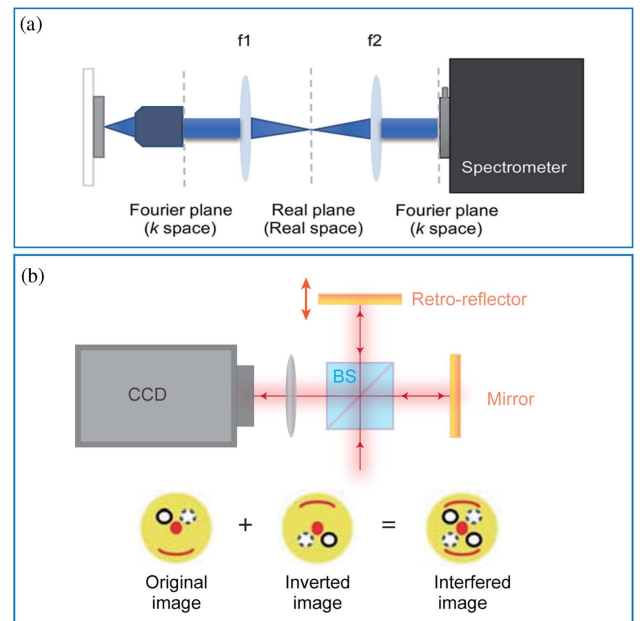 (a)
f1
f2
Spectrometer
Fourier plane
(k space)
Real plane
(Real space)
Fourier plane
(k space)
(b)
Retro-reflector
BS
CCD
Mirror
+
=
Original
image
Inverted
image
Interfered
image